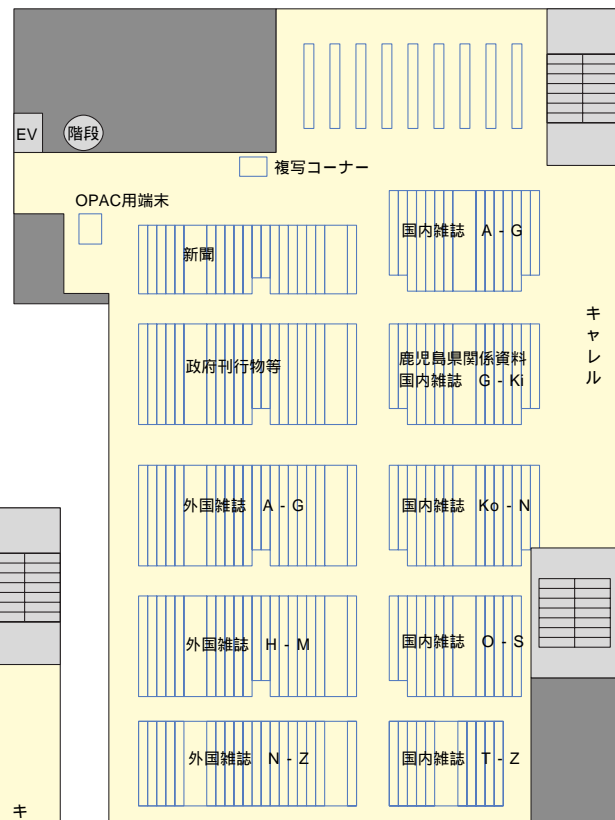 EV
階段
複写コーナー
OPAC用端末
新聞
国内雑誌 A - G
キャレル
政府刊行物等
鹿児島県関係資料
国内雑誌 G - Ki
外国雑誌 A - G
国内雑誌 Ko - N
外国雑誌 H - M
国内雑誌 O - S
外国雑誌 N - Z
国内雑誌 T - Z
キ